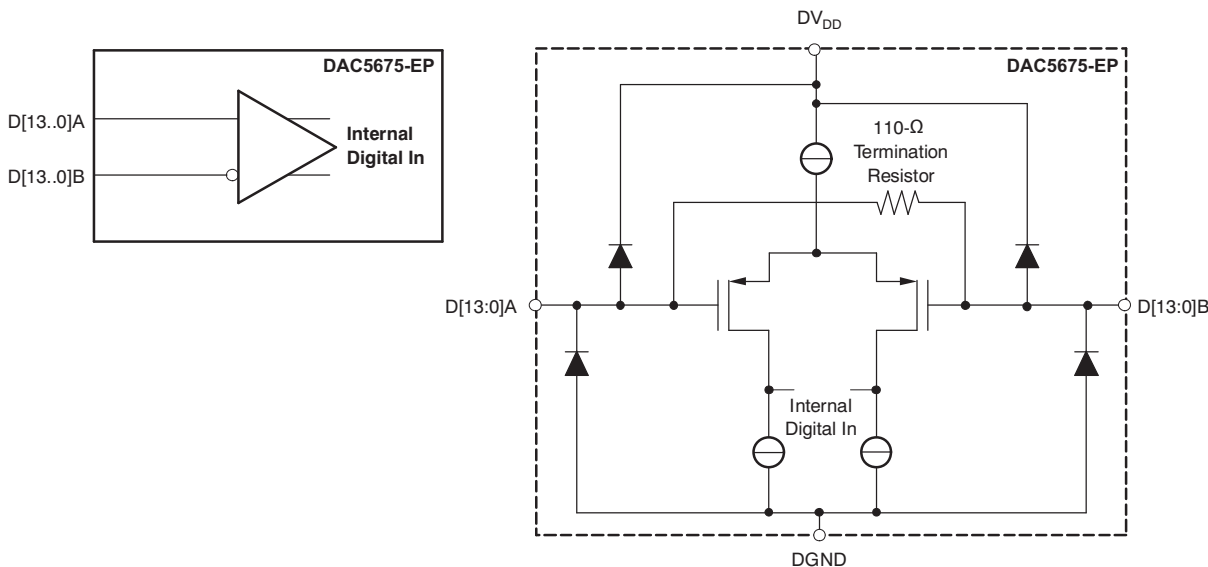 DAC5675-EP
D[13..0]A
D[13..0]B
Internal
Digital In
DVDD
DAC5675-EP
110-Ω
Termination
Resistor
D[13:0]A
D[13:0]B
Internal
Digital In
DGND